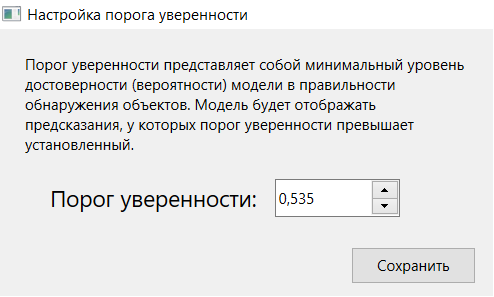 Настройка порога уверенности
Порог уверенности представляет собой минимальный уровень
достоверности (вероятности) модели в правильности
обнаружения объектов. Модель будет отображать
предсказания, у которых порог уверенности превышает
установленный.
Порог уверенности: 0,535
Сохранить